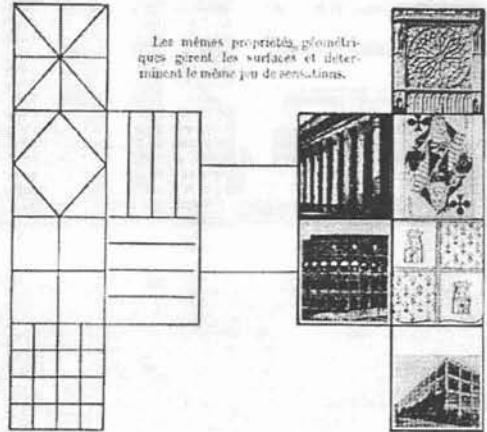 Les mêmes propriétés géométri-
ques gèrent les surfaces et déter-
minent le même jeu de sensations.